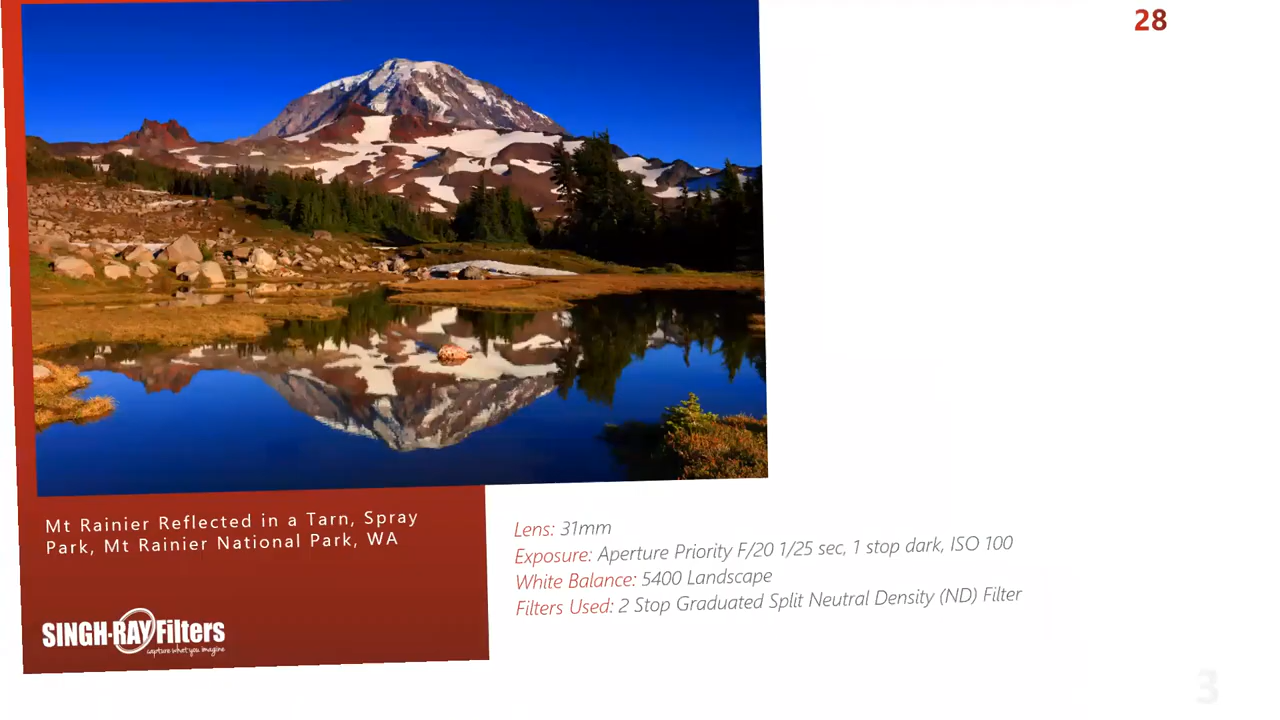 28
Mt Rainier Reflected in a Tarn, Spray
Park, Mt Rainier National Park, WA
Lens: 31mm
Exposure: Aperture Priority F/20 1/25 sec, 1 stop dark, ISO 100
White Balance: 5400 Landscape
Filters Used: 2 Stop Graduated Split Neutral Density (ND) Filter
SINGH-RAY Filters
capture what you imagine
3